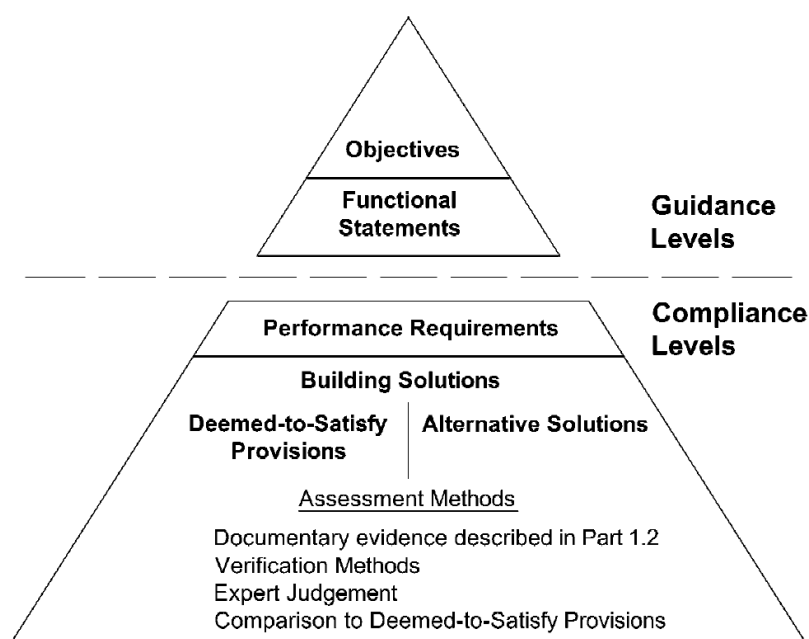 Objectives
Functional
Statements
Guidance
Levels
Compliance
Levels
Performance Requirements
Building Solutions
Deemed-to-Satisfy
Provisions
Alternative Solutions
Assessment Methods
Documentary evidence described in Part 1.2
Verification Methods
Expert Judgement
Comparison to Deemed-to-Satisfy Provisions